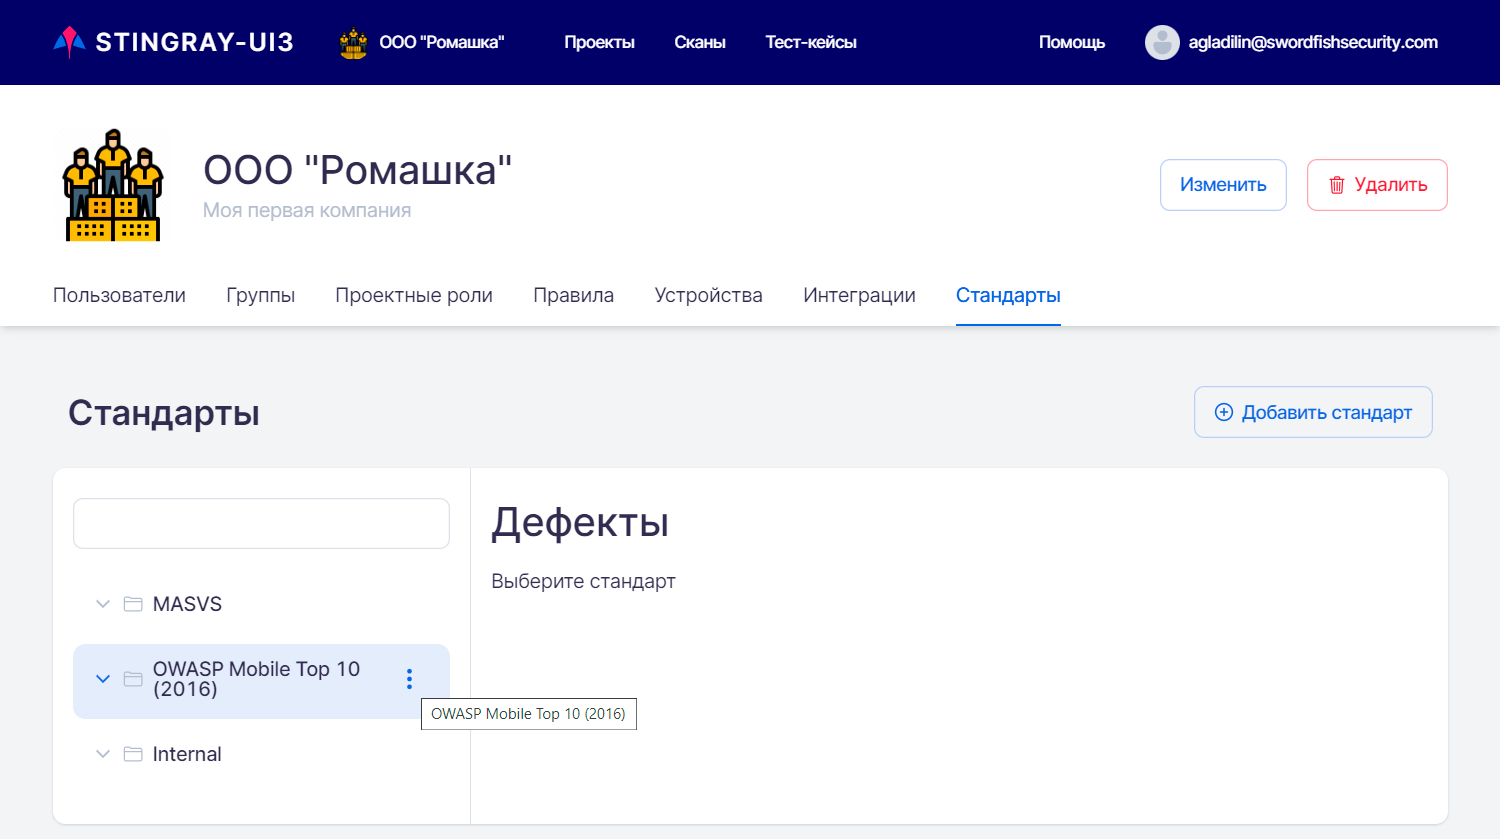 STINGRAY-UI3
ООО "Ромашка"
Проекты
Сканы
Тест-кейсы
Помощь
agladilin@swordfishsecurity.com
ООО "Ромашка"
Моя первая компания
Изменить
Удалить
Пользователи
Группы
Проектные роли
Правила
Устройства
Интеграции
Стандарты
Стандарты
Добавить стандарт
MASVS
OWASP Mobile Top 10
(2016)
OWASP Mobile Top 10 (2016)
Internal
Дефекты
Выберите стандарт